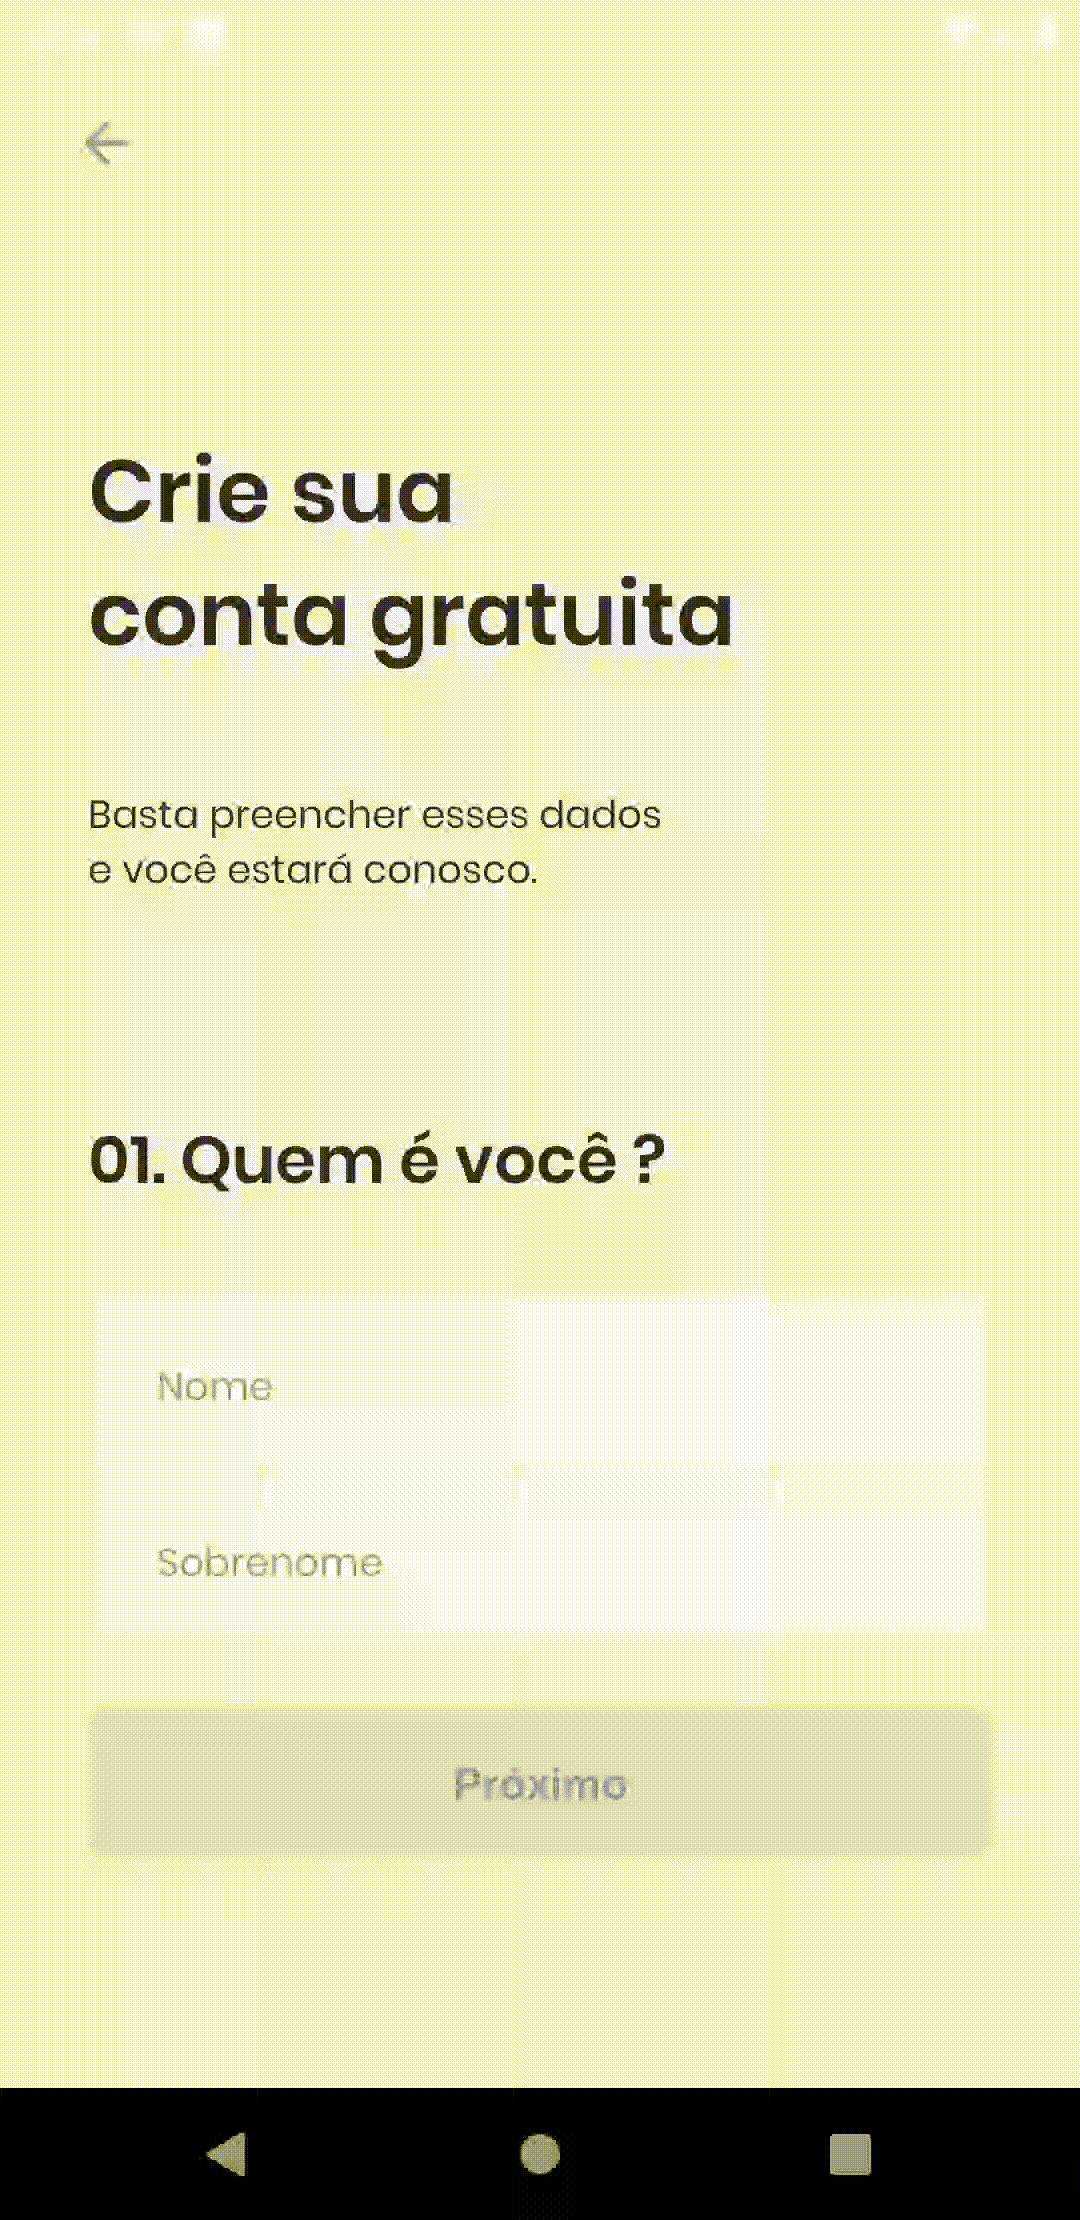 Crie sua
conta gratuita
Basta preencher esses dados
e você estará conosco.
01. Quem é você ?
Nome
Sobrenome
Próximo